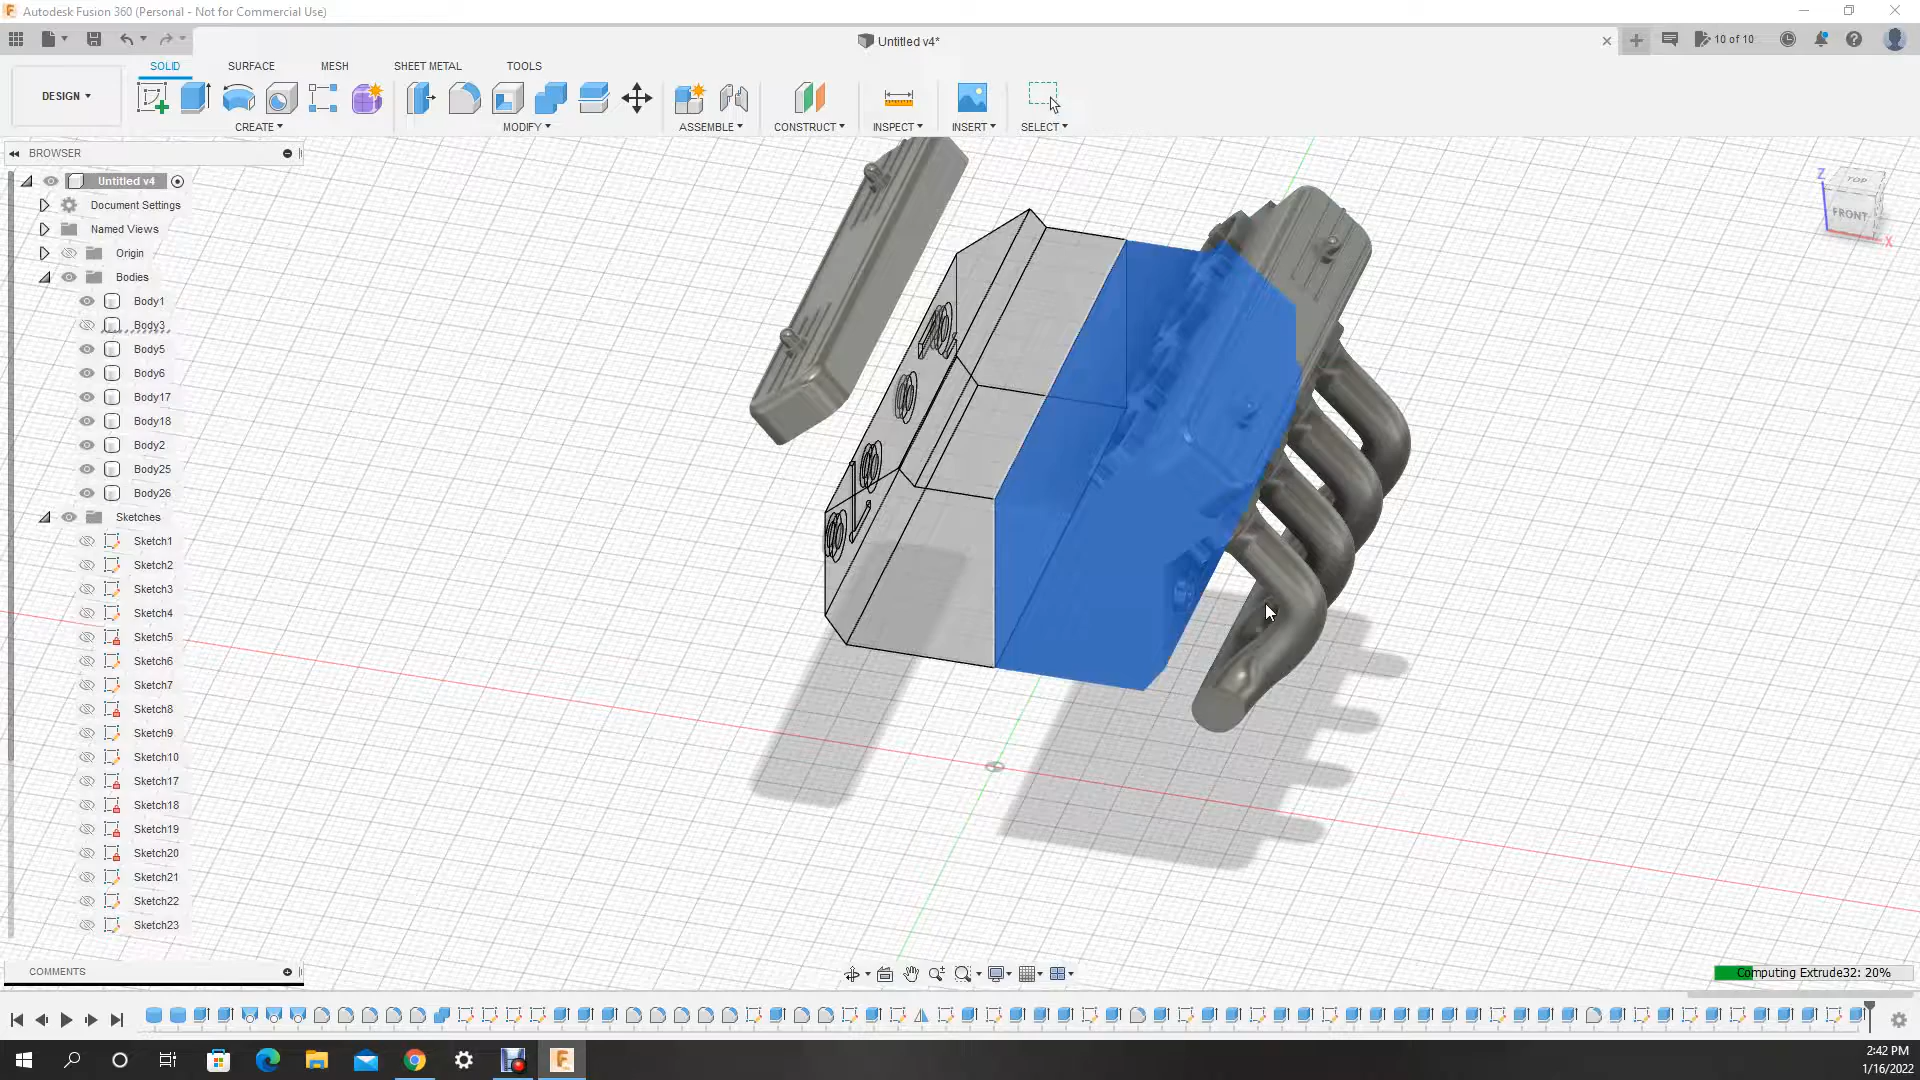 Autodesk Fusion 360 (Personal - Not for Commercial Use)
Untitled v4*
10 of 10
SOLID
SURFACE
MESH
SHEET METAL
TOOLS
DESIGN
CREATE
MODIFY
ASSEMBLE
CONSTRUCT
INSPECT
INSERT
SELECT
BROWSER
Untitled v4
Document Settings
Named Views
Origin
Bodies
Body1
Body3
Body5
Body6
Body17
Body18
Body2
Body25
Body26
Sketches
Sketch1
Sketch2
Sketch3
Sketch4
Sketch5
Sketch6
Sketch7
Sketch8
Sketch9
Sketch10
Sketch17
Sketch18
Sketch19
Sketch20
Sketch21
Sketch22
Sketch23
Z
TOP
FRONT
X
COMMENTS
Computing Extrude32: 20%
2:42 PM
1/16/2022